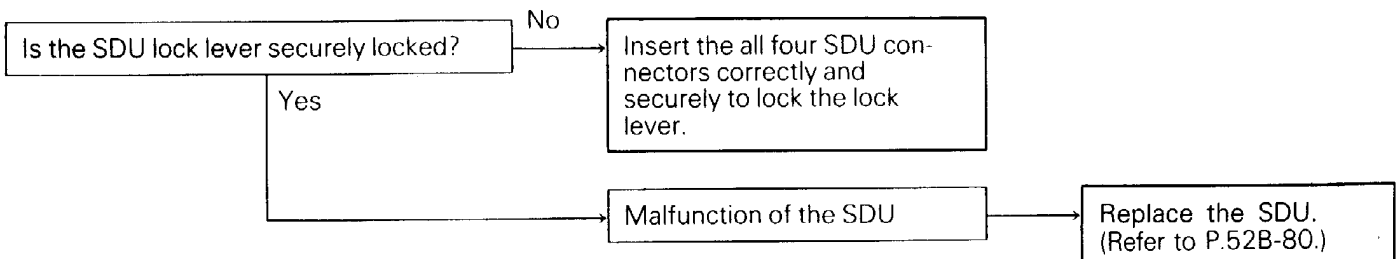 Is the SDU lock lever securely locked?
No
Insert the all four SDU con-
nectors correctly and
securely to lock the lock
lever.
Yes
Malfunction of the SDU
Replace the SDU.
(Refer to P.52B-80.)